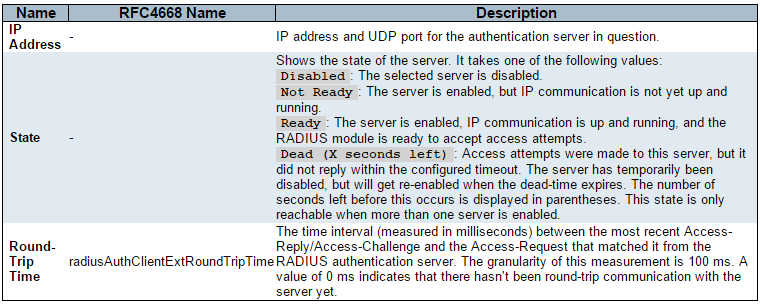 Name RFC4668 Name Description
IP
Address
-
IP address and UDP port for the authentication server in question.
State
-
Shows the state of the server. It takes one of the following values:
Disabled : The selected server is disabled.
Not Ready : The server is enabled, but IP communication is not yet up and
running.
Ready : The server is enabled, IP communication is up and running, and the
RADIUS module is ready to accept access attempts.
Dead (X seconds left) : Access attempts were made to this server, but it
did not reply within the configured timeout. The server has temporarily been
disabled, but will get re-enabled when the dead-time expires. The number of
seconds left before this occurs is displayed in parentheses. This state is only
reachable when more than one server is enabled.
Round-
Trip
Time
radiusAuthClientExtRoundTripTime
The time interval (measured in milliseconds) between the most recent Access-
Reply/Access-Challenge and the Access-Request that matched it from the
RADIUS authentication server. The granularity of this measurement is 100 ms. A
value of 0 ms indicates that there hasn't been round-trip communication with the
server yet.